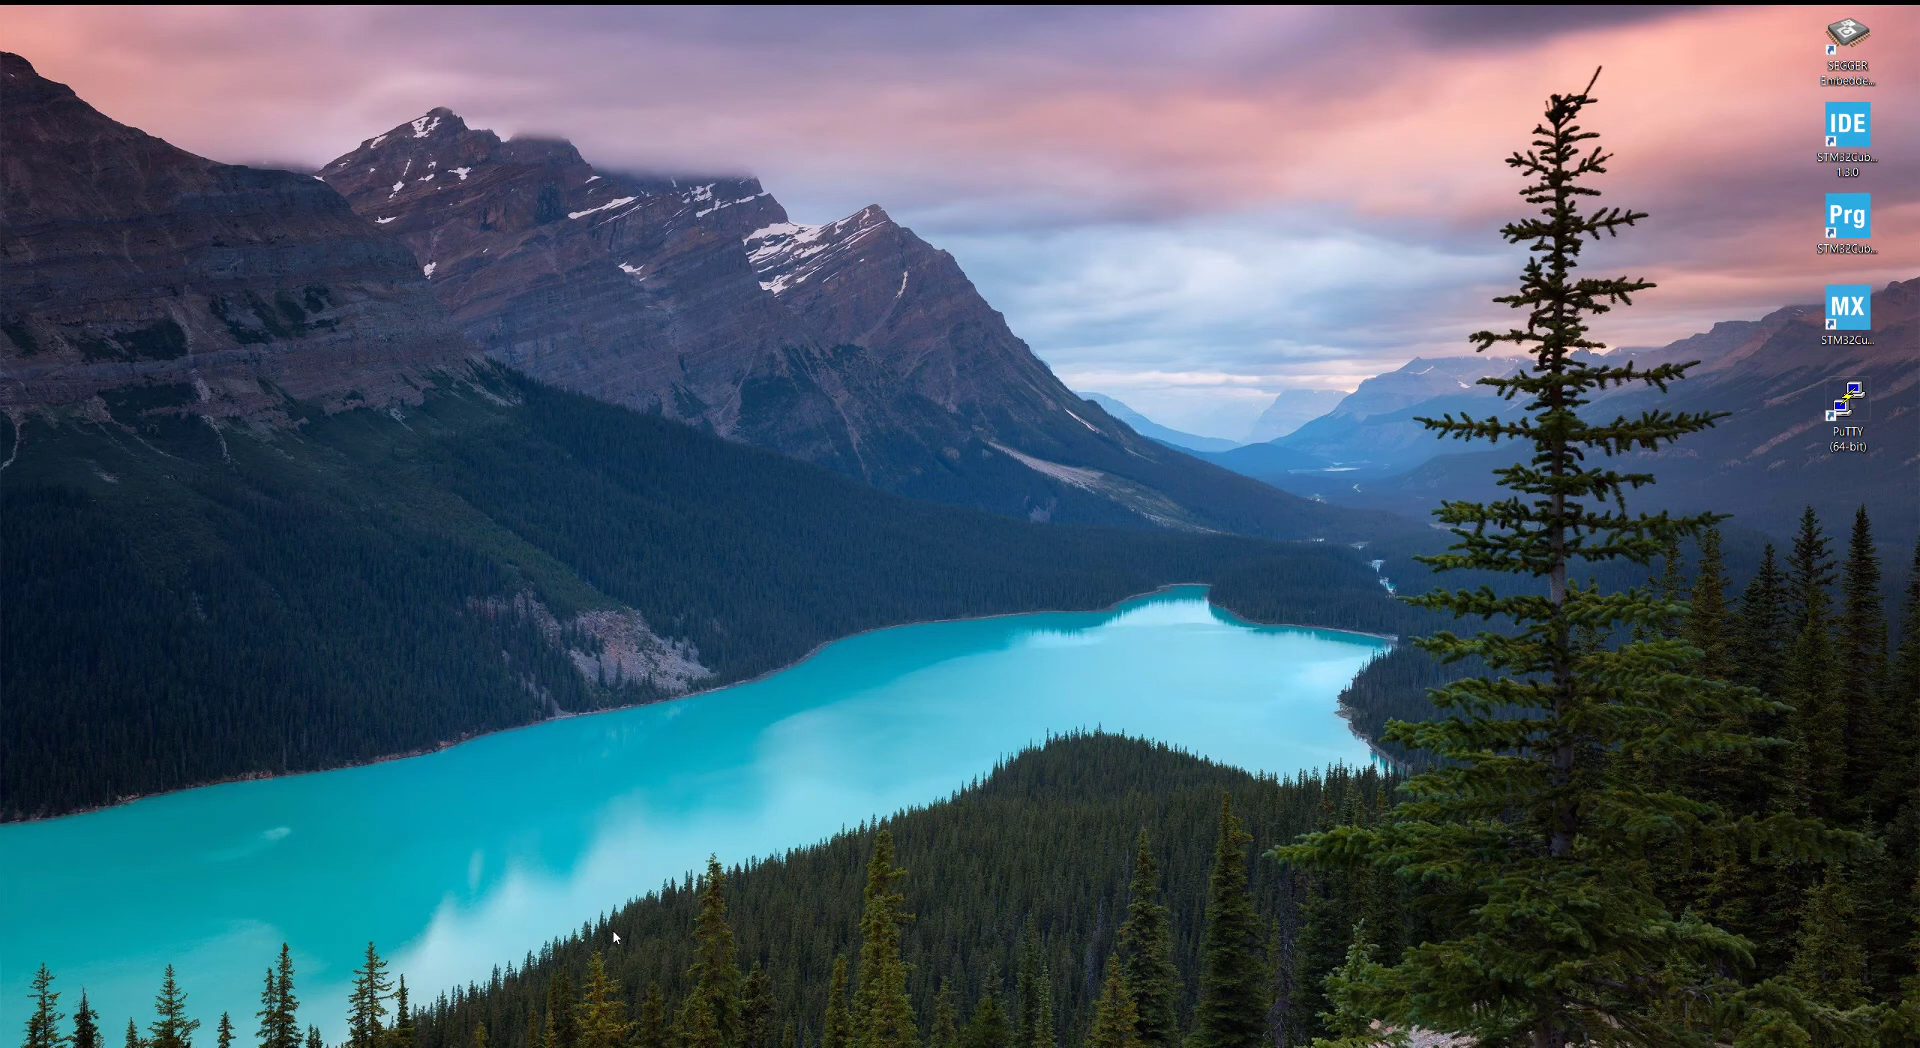 SEGGER
Embedde...
IDE
STM32Cub...
1.3.0
Prg
STM32Cub...
MX
STM32Cu...
PuTTY
(64-bit)